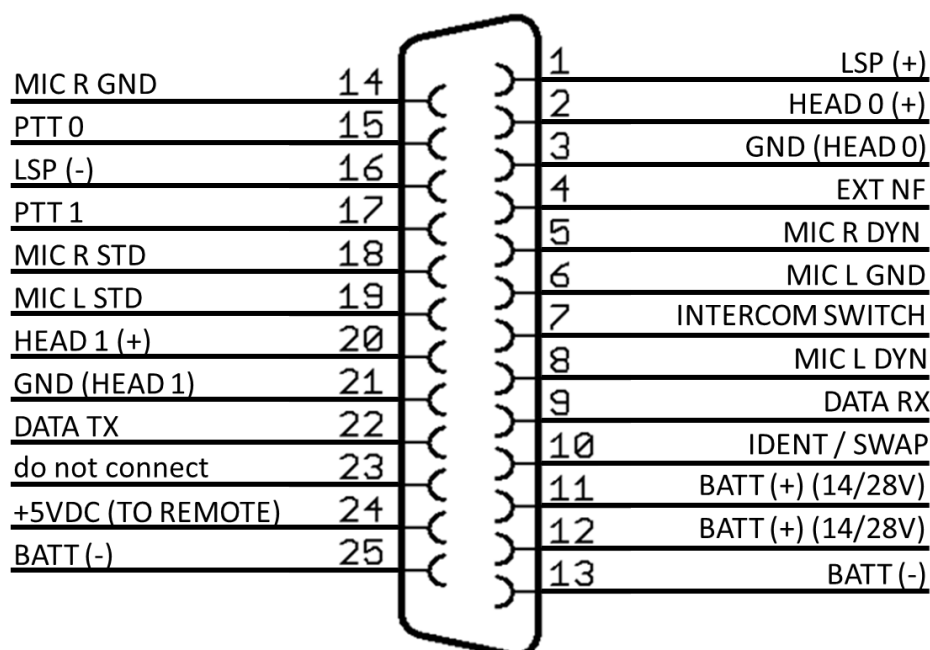 MIC R GND 14
PTT 0 15
LSP (-) 16
PTT 1 17
MIC R STD 18
MIC L STD 19
HEAD 1 (+) 20
GND (HEAD 1) 21
DATA TX 22
do not connect 23
+5VDC (TO REMOTE) 24
BATT (-) 25
1 LSP (+)
2 HEAD 0 (+)
3 GND (HEAD 0)
4 EXT NF
5 MIC R DYN
6 MIC L GND
7 INTERCOM SWITCH
8 MIC L DYN
9 DATA RX
10 IDENT / SWAP
11 BATT (+) (14/28V)
12 BATT (+) (14/28V)
13 BATT (-)